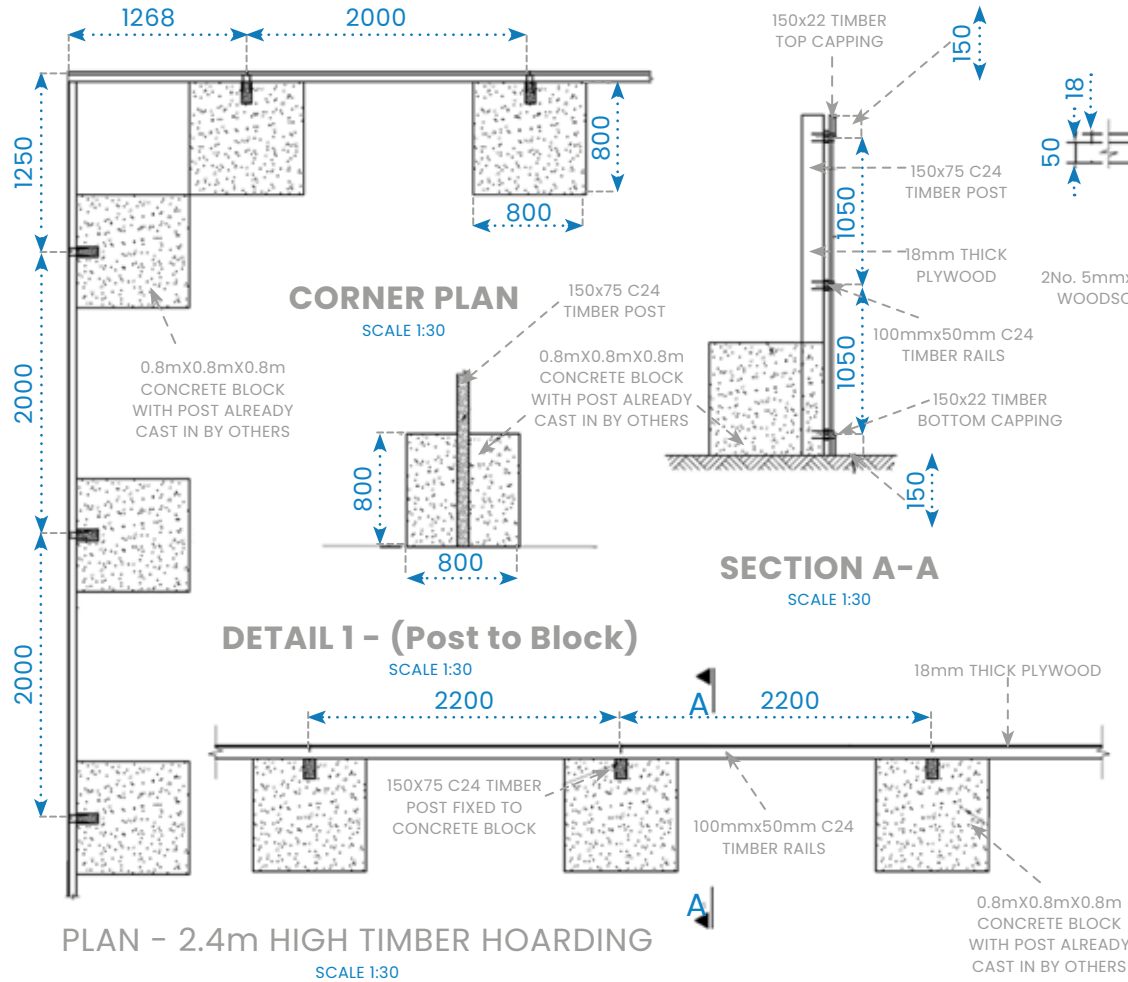 1268
2000
150x22 TIMBER
TOP CAPPING
150
18
50
1250
800
800
150x75 C24
TIMBER POST
1050
18mm THICK
PLYWOOD
CORNER PLAN
SCALE 1:30
150x75 C24
TIMBER POST
0.8mX0.8mX0.8m
CONCRETE BLOCK
WITH POST ALREADY
CAST IN BY OTHERS
2No. 5mmx
WOODSC
100mmx50mm C24
TIMBER RAILS
1050
2000
0.8mX0.8mX0.8m
CONCRETE BLOCK
WITH POST ALREADY
CAST IN BY OTHERS
150x22 TIMBER
BOTTOM CAPPING
800
800
150
SECTION A-A
SCALE 1:30
DETAIL 1 - (Post to Block)
SCALE 1:30
2000
2200
A
2200
18mm THICK PLYWOOD
150X75 C24 TIMBER
POST FIXED TO
CONCRETE BLOCK
100mmx50mm C24
TIMBER RAILS
A
0.8mX0.8mX0.8m
CONCRETE BLOCK
WITH POST ALREADY
CAST IN BY OTHERS
PLAN - 2.4m HIGH TIMBER HOARDING
SCALE 1:30